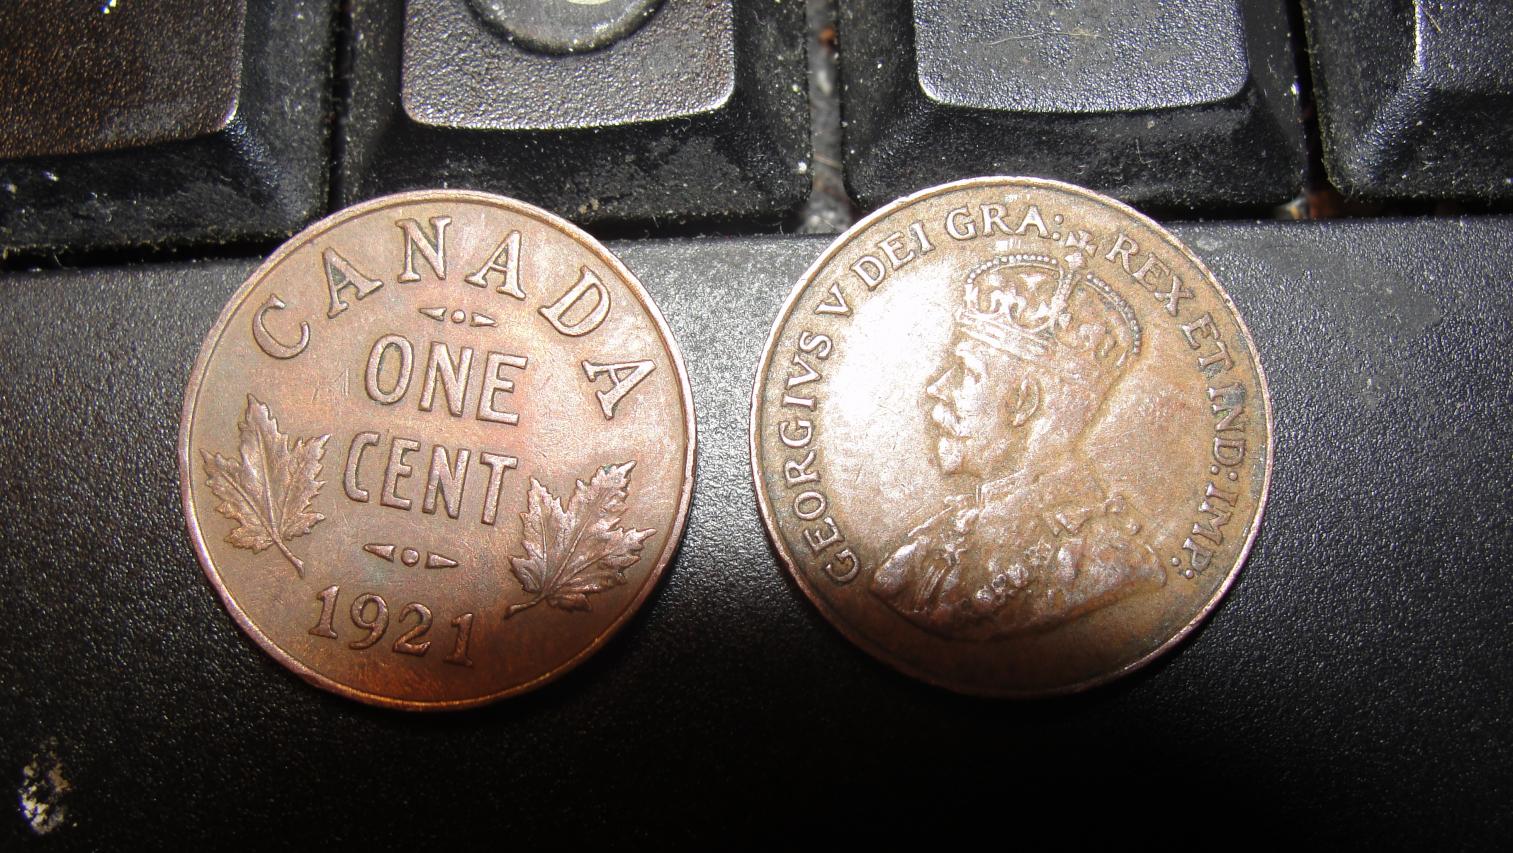 CANADA
ONE
CENT
1921
GEORGIVS V DEI GRA: REX ET IND: IMP: